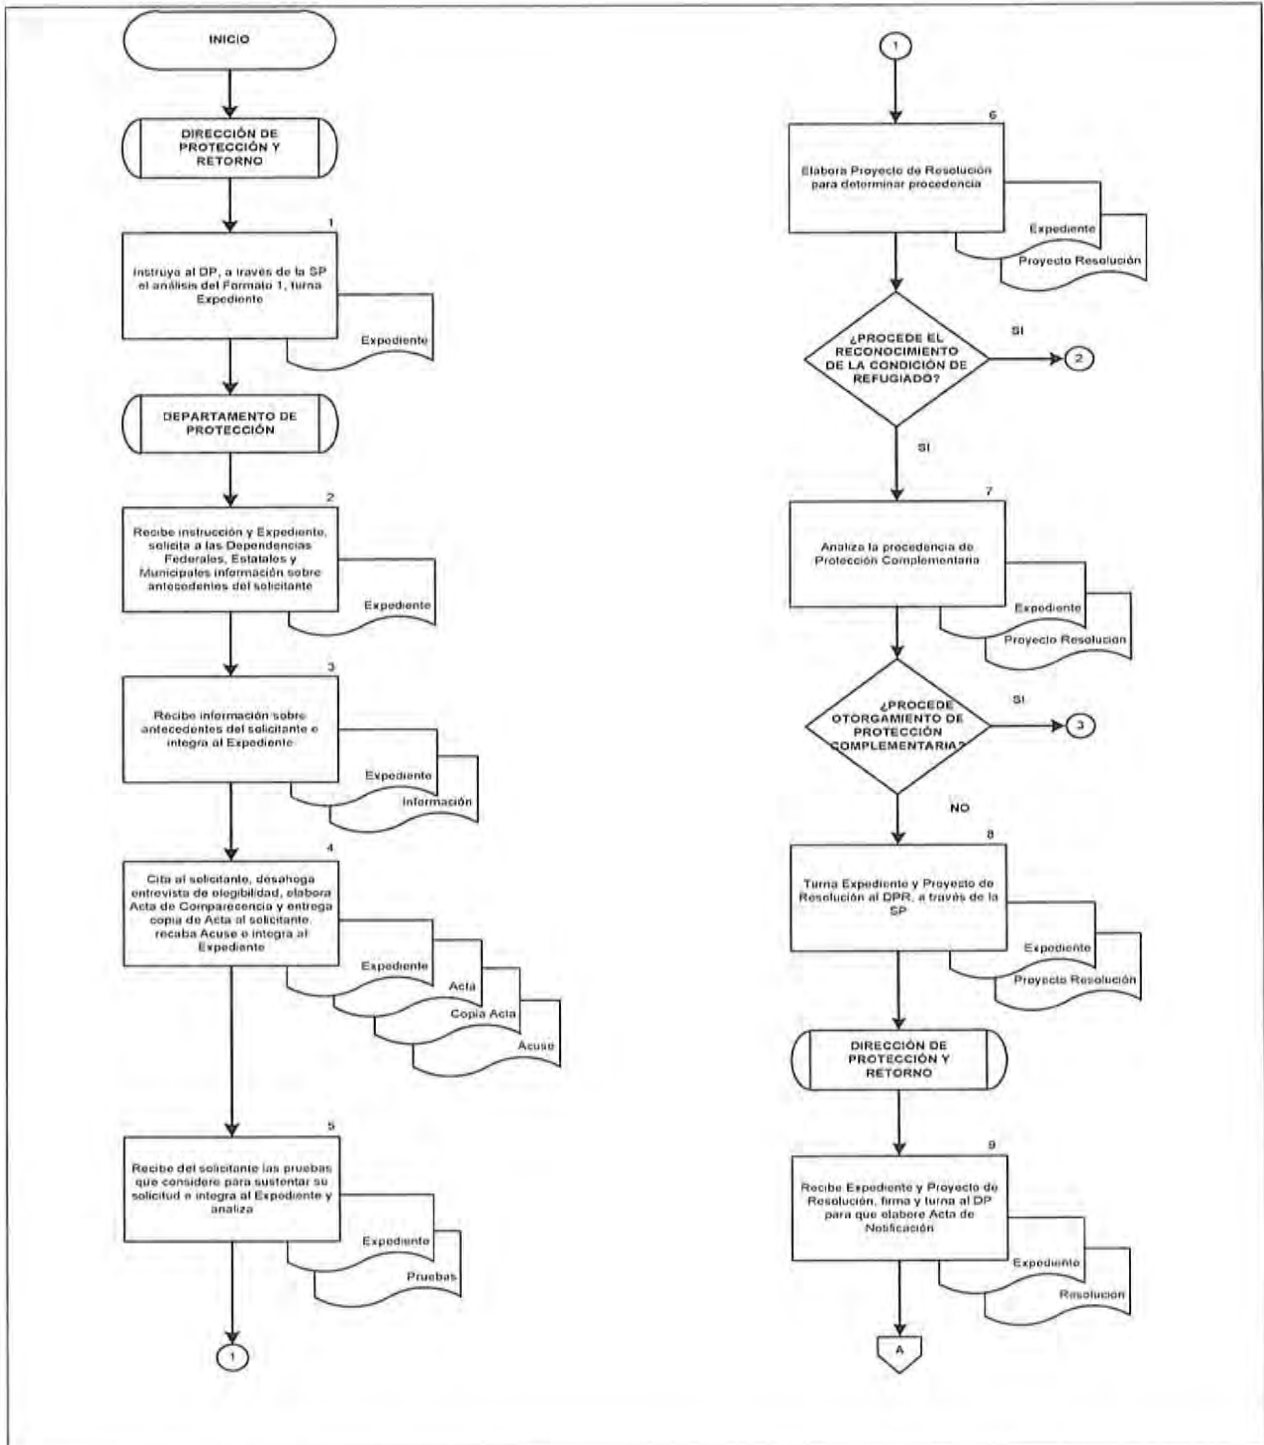 INICIO
DIRECCIÓN DE
PROTECCIÓN Y
RETORNO
1
Instruye al DP, a través de la SP
el análisis del Formato 1, turna
Expediente
Expediente
DEPARTAMENTO DE
PROTECCIÓN
2
Recibe instrucción y Expediente,
solicita a las Dependencias
Federales, Estatales y
Municipales información sobre
antecedentes del solicitante
Expediente
3
Recibe información sobre
antecedentes del solicitante e
integra al Expediente
Expediente
Información
4
Cita al solicitante, desahoga
entrevista de elegibilidad, elabora
Acta de Comparecencia y entrega
copia de Acta al solicitante,
recaba Acuse e integra al
Expediente
Expediente
Acta
Copia Acta
Acuse
5
Recibe del solicitante las pruebas
que considere para sustentar su
solicitud e integra al Expediente y
analiza
Expediente
Pruebas
1
1
6
Elabora Proyecto de Resolución
para determinar procedencia
Expediente
Proyecto Resolución
¿PROCEDE EL
RECONOCIMIENTO
DE LA CONDICIÓN DE
REFUGIADO?
SI
2
SI
7
Analiza la procedencia de
Protección Complementaria
Expediente
Proyecto Resolución
¿PROCEDE
OTORGAMIENTO DE
PROTECCIÓN
COMPLEMENTARIA?
SI
3
NO
8
Turna Expediente y Proyecto de
Resolución al DPR, a través de la
SP
Expediente
Proyecto Resolución
DIRECCIÓN DE
PROTECCIÓN Y
RETORNO
9
Recibe Expediente y Proyecto de
Resolución, firma y turna al DP
para que elabore Acta de
Notificación
Expediente
Resolución
A